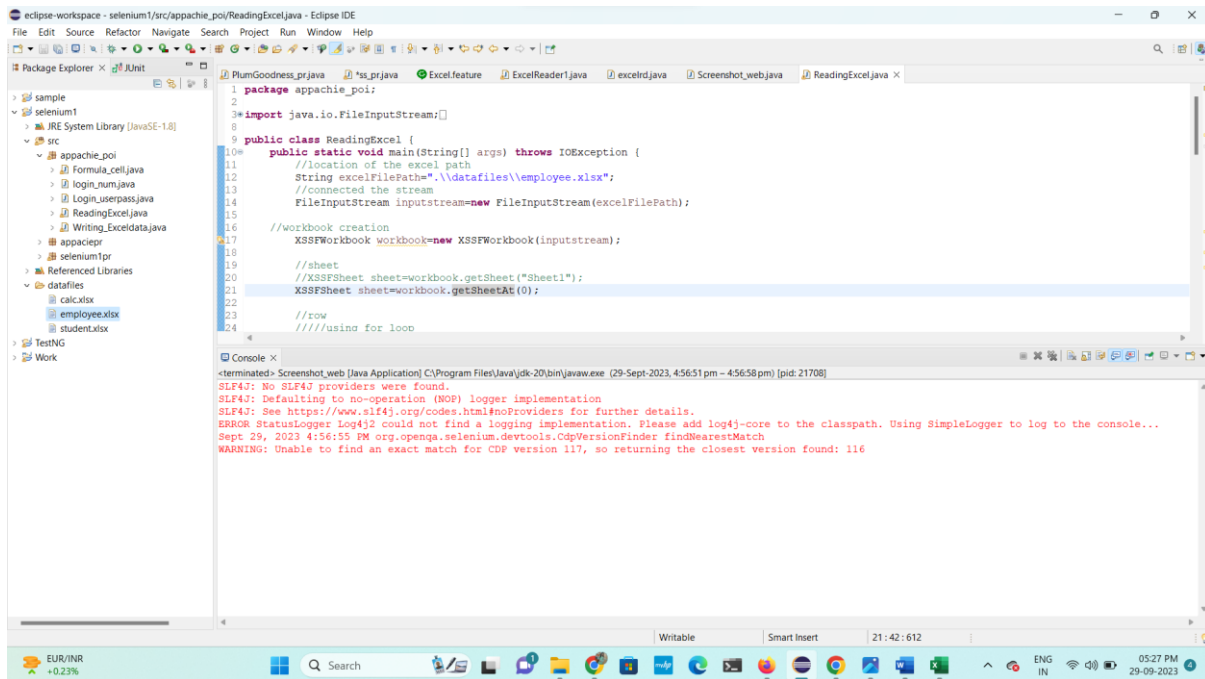 eclipse-workspace - selenium1/src/appachie_poi/ReadingExcel.java - Eclipse IDE
File Edit Source Refactor Navigate Search Project Run Window Help
Package Explorer × JUnit
sample
selenium1
JRE System Library [JavaSE-1.8]
src
appachie_poi
Formula_cell.java
login_num.java
Login_userpass.java
ReadingExcel.java
Writing_Exceldata.java
appaciepr
selenium1pr
Referenced Libraries
datafiles
calc.xlsx
employee.xlsx
student.xlsx
TestNG
Work
PlumGoodness_pr.java *ss_pr.java Excel.feature ExcelReader1.java excelrd.java Screenshot_web.java ReadingExcel.java ×
1 package appachie_poi;
2
3 import java.io.FileInputStream;
8
9 public class ReadingExcel {
10 public static void main(String[] args) throws IOException {
11 //location of the excel path
12 String excelFilePath=".\\datafiles\\employee.xlsx";
13 //connected the stream
14 FileInputStream inputstream=new FileInputStream(excelFilePath);
15
16 //workbook creation
17 XSSFWorkbook workbook=new XSSFWorkbook(inputstream);
18
19 //sheet
20 //XSSFSheet sheet=workbook.getSheet("Sheet1");
21 XSSFSheet sheet=workbook.getSheetAt(0);
22
23 //row
24 /////using for loop
Console ×
<terminated> Screenshot_web [Java Application] C:\Program Files\Java\jdk-20\bin\javaw.exe (29-Sept-2023, 4:56:51 pm – 4:56:58 pm) [pid: 21708]
SLF4J: No SLF4J providers were found.
SLF4J: Defaulting to no-operation (NOP) logger implementation
SLF4J: See https://www.slf4j.org/codes.html#noProviders for further details.
ERROR StatusLogger Log4j2 could not find a logging implementation. Please add log4j-core to the classpath. Using SimpleLogger to log to the console...
Sept 29, 2023 4:56:55 PM org.openqa.selenium.devtools.CdpVersionFinder findNearestMatch
WARNING: Unable to find an exact match for CDP version 117, so returning the closest version found: 116
Writable Smart Insert 21 : 42 : 612
EUR/INR
+0.23%
Search
ENG
IN
05:27 PM
29-09-2023
4